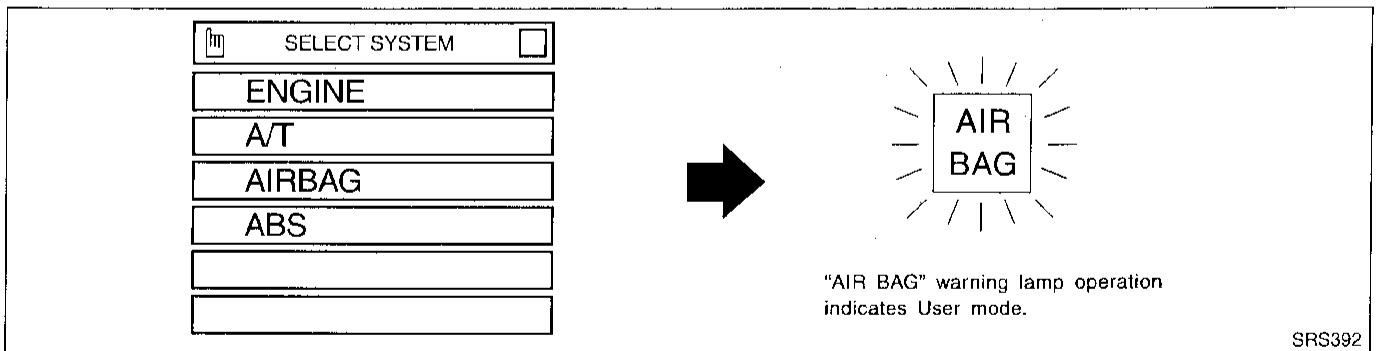 SELECT SYSTEM
ENGINE
A/T
AIRBAG
ABS
AIR
BAG
"AIR BAG" warning lamp operation
indicates User mode.
SRS392